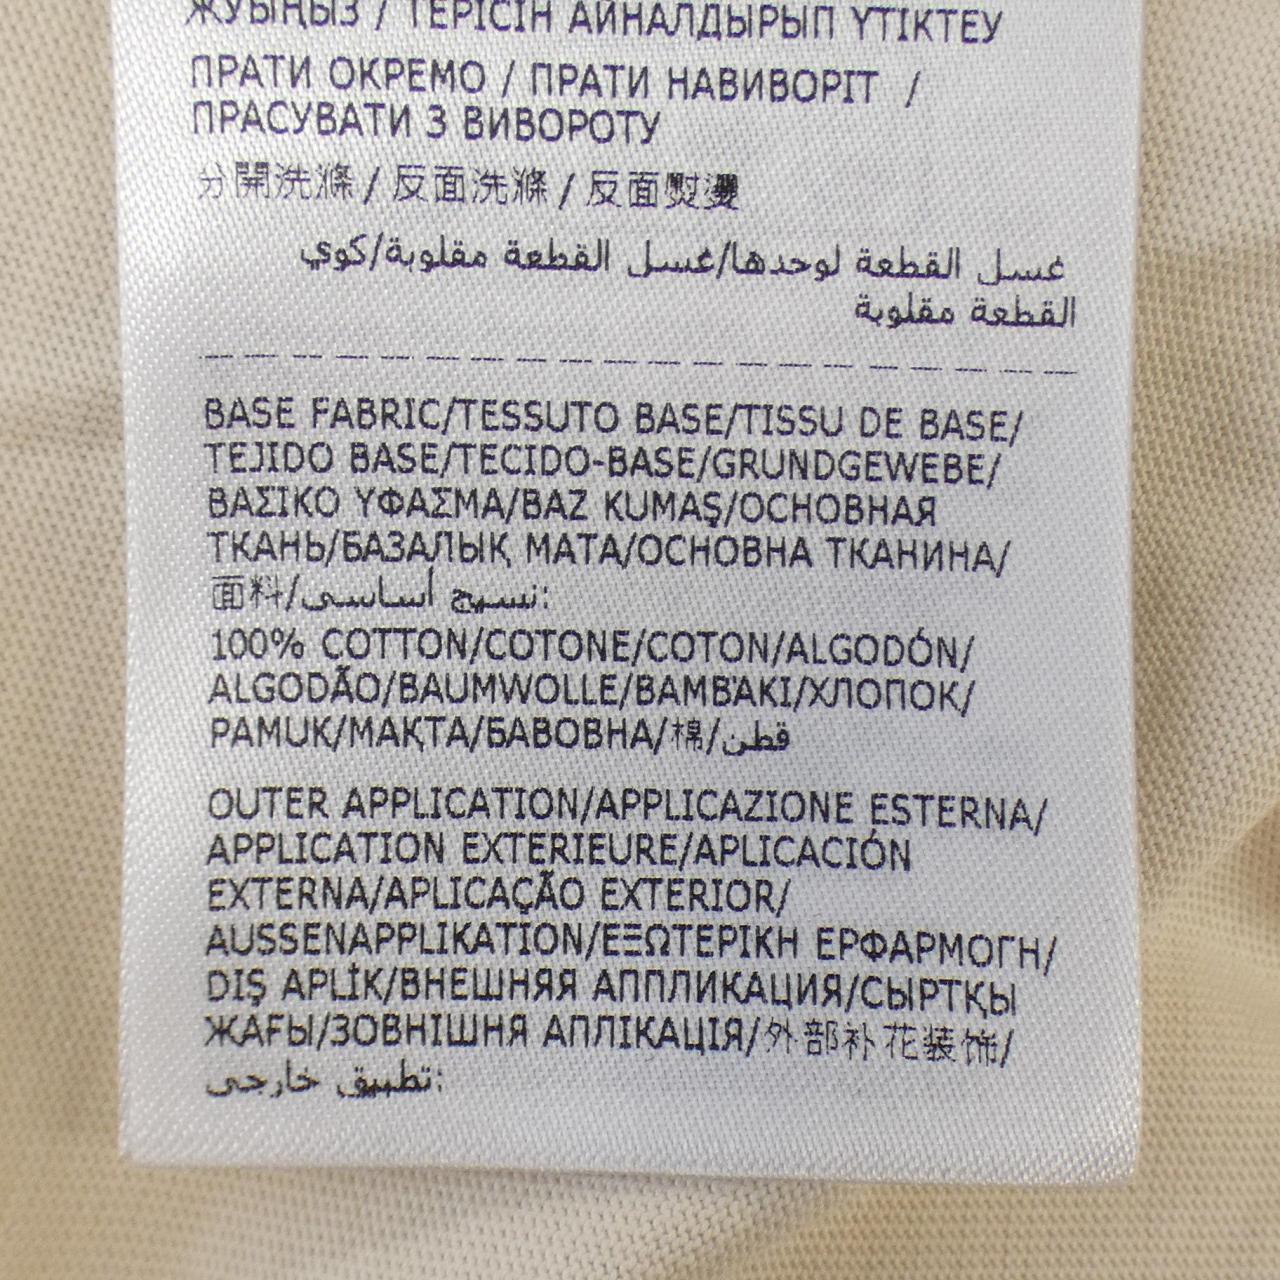 ЖУЫҢЫЗ / ТЕРІСІН АЙНАЛДЫРЫП ҮТІКТЕУ
ПРАТИ ОКРЕМО / ПРАТИ НАВИВОРІТ /
ПРАСУВАТИ З ВИВОРОТУ
分開洗滌 / 反面洗滌 / 反面熨燙
غسل القطعة لوحدها/غسل القطعة مقلوبة/كوي
القطعة مقلوبة
BASE FABRIC/TESSUTO BASE/TISSU DE BASE/
TEJIDO BASE/TECIDO-BASE/GRUNDGEWEBE/
ΒΑΣΙΚΟ ΥΦΑΣΜΑ/BAZ KUMAŞ/ОСНОВНАЯ
ТКАНЬ/БАЗАЛЫҚ МАТА/ОСНОВНА ТКАНИНА/
面料/نسيج أساسى:
100% COTTON/COTONE/COTON/ALGODÓN/
ALGODÃO/BAUMWOLLE/ΒΑΜΒΆΚΙ/ХЛОПОК/
PAMUK/МАҚТА/БАВОВНА/棉/قطن
OUTER APPLICATION/APPLICAZIONE ESTERNA/
APPLICATION EXTERIEURE/APLICACIÓN
EXTERNA/APLICAÇÃO EXTERIOR/
AUSSENAPPLIKATION/ΕΞΩΤΕΡΙΚΗ ΕΡΦΑΡΜΟΓΗ/
DIŞ APLİK/ВНЕШНЯЯ АППЛИКАЦИЯ/СЫРТҚЫ
ЖАҒЫ/ЗОВНІШНЯ АПЛІКАЦІЯ/外部补花装饰/
تطبيق خارجى: